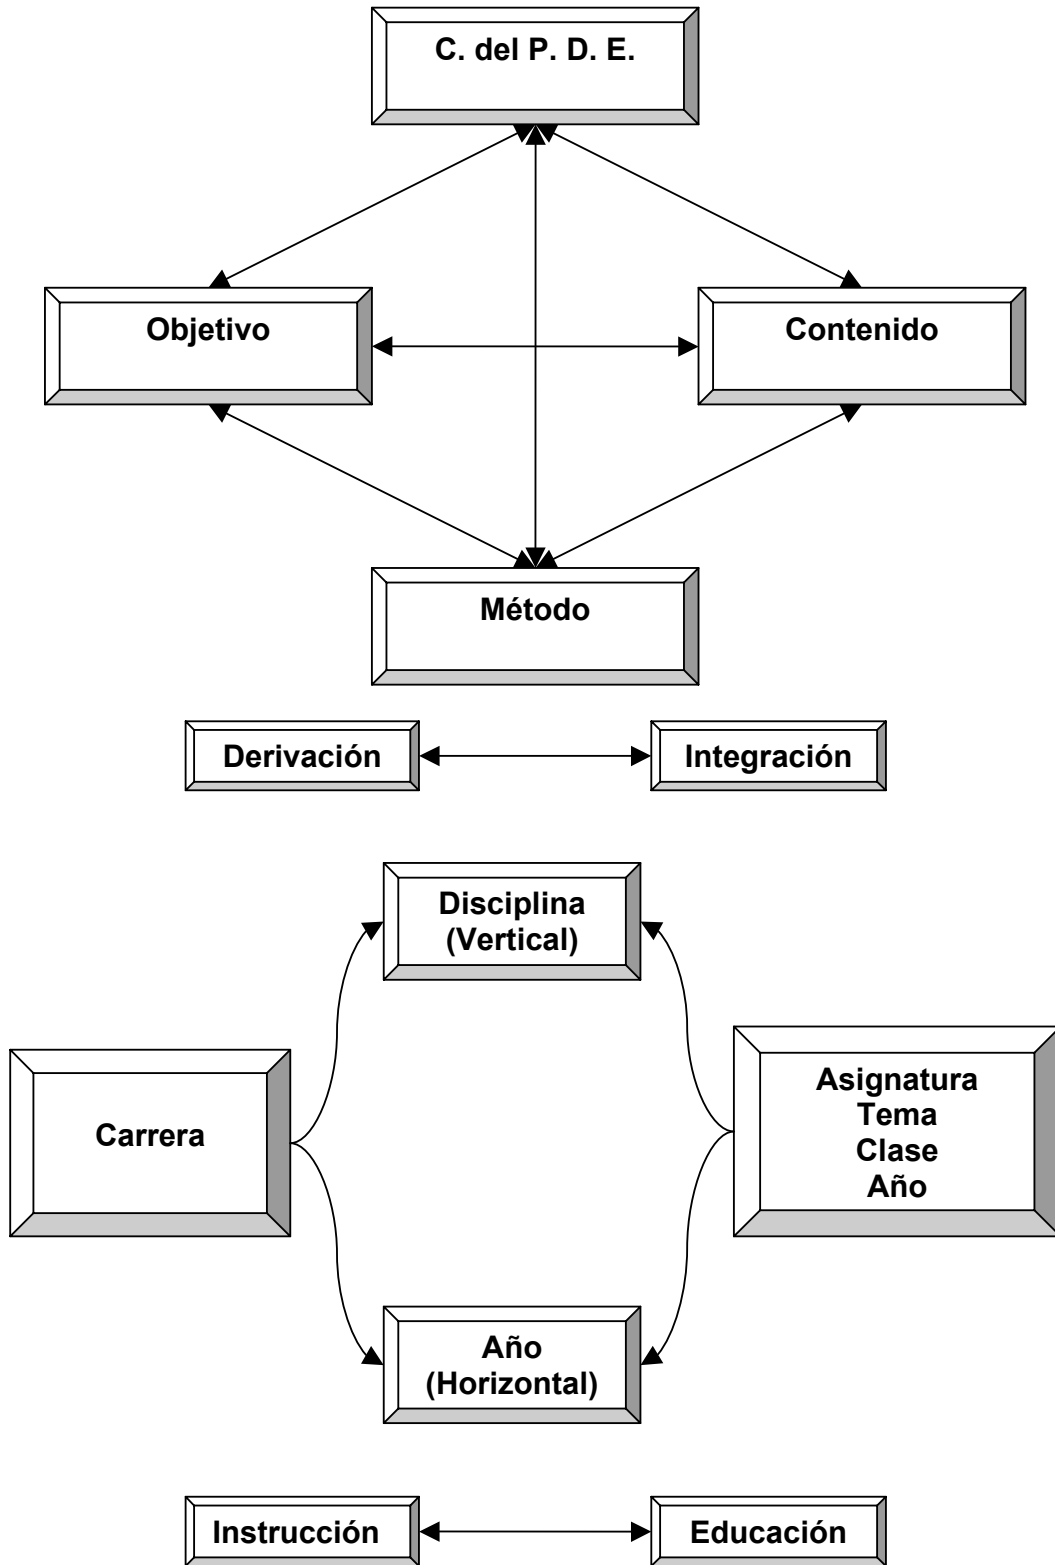 C. del P. D. E.
Objetivo
Contenido
Método
Derivación
Integración
Disciplina
(Vertical)
Carrera
Asignatura
Tema
Clase
Año
Año
(Horizontal)
Instrucción
Educación